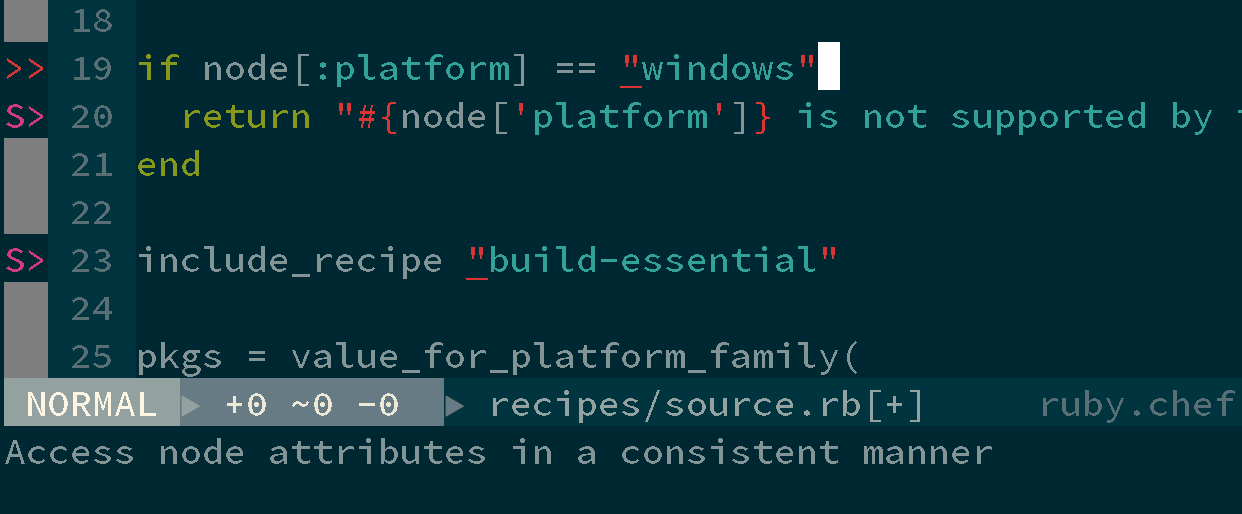 18
>> 19 if node[:platform] == "windows"
S> 20   return "#{node['platform']} is not supported by
21 end
22
S> 23 include_recipe "build-essential"
24
25 pkgs = value_for_platform_family(
NORMAL +0 ~0 -0 recipes/source.rb[+] ruby.chef
Access node attributes in a consistent manner